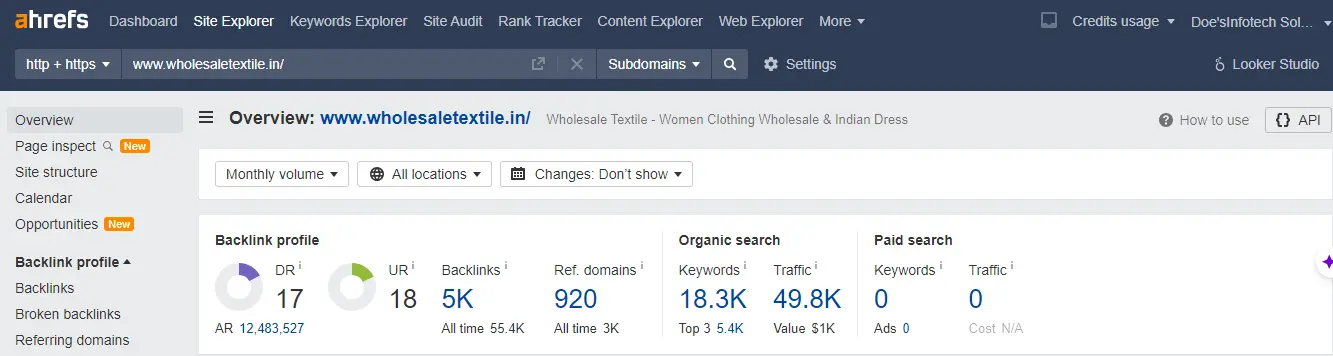 ahrefs Dashboard Site Explorer Keywords Explorer Site Audit Rank Tracker Content Explorer Web Explorer More Credits usage Doe'sInfotech Sol...
http + https www.wholesaletextile.in/ Subdomains Settings Looker Studio
Overview
Page inspect New
Site structure
Calendar
Opportunities New
Backlink profile
Backlinks
Broken backlinks
Referring domains
Overview: www.wholesaletextile.in/ Wholesale Textile - Women Clothing Wholesale & Indian Dress ? How to use {} API
Monthly volume All locations Changes: Don't show
Backlink profile Organic search Paid search
DR i UR i Backlinks i Ref. domains i Keywords i Traffic i Keywords i Traffic i
17 18 5K 920 18.3K 49.8K 0 0
AR 12,483,527 All time 55.4K All time 3K Top 3 5.4K Value $1K Ads 0 Cost N/A